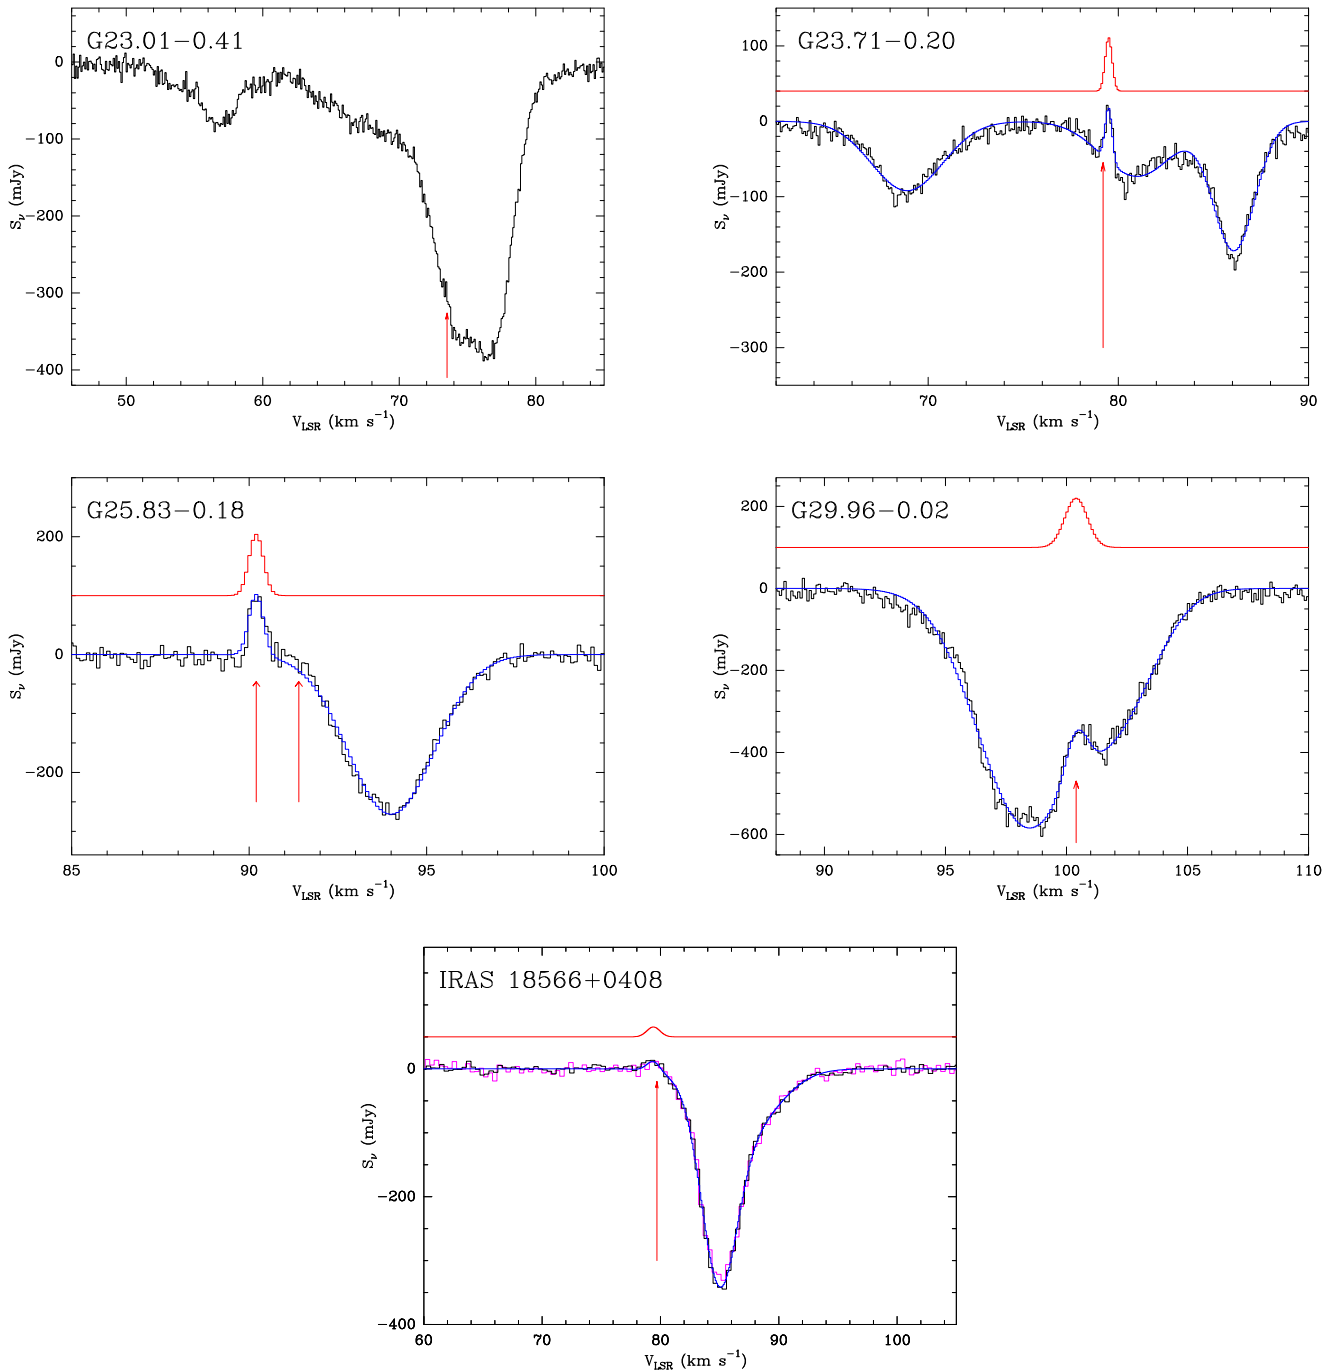 G23.01−0.41
0
−100
−200
−300
−400
S_ν (mJy)
50 60 70 80
V_LSR (km s⁻¹)
G23.71−0.20
100
0
−100
−200
−300
S_ν (mJy)
70 80 90
V_LSR (km s⁻¹)
G25.83−0.18
200
0
−200
S_ν (mJy)
85 90 95 100
V_LSR (km s⁻¹)
G29.96−0.02
200
0
−200
−400
−600
S_ν (mJy)
90 95 100 105 110
V_LSR (km s⁻¹)
IRAS 18566+0408
0
−200
−400
S_ν (mJy)
60 70 80 90 100
V_LSR (km s⁻¹)